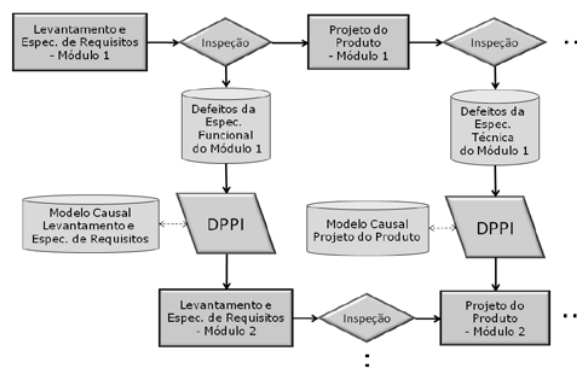 Levantamento e
Espec. de Requisitos
- Módulo 1
Inspeção
Projeto do
Produto
- Módulo 1
Inspeção
Defeitos da
Espec.
Funcional
do Módulo 1
Defeitos da
Espec.
Técnica
do Módulo 1
Modelo Causal
Levantamento e
Espec. de Requisitos
DPPI
Modelo Causal
Projeto do Produto
DPPI
Levantamento e
Espec. de Requisitos
- Módulo 2
Inspeção
Projeto do
Produto
- Módulo 2